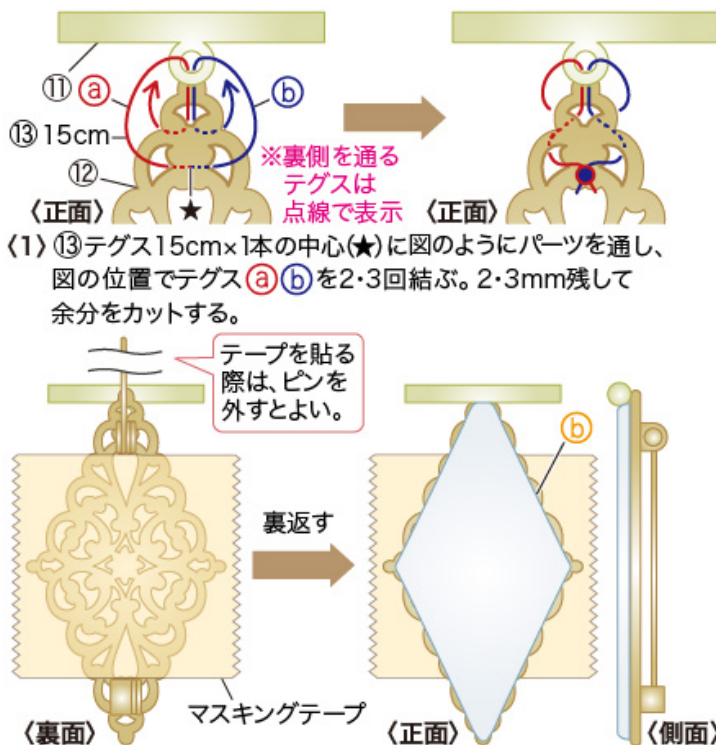 ⑪
ⓐ
ⓑ
⑬15cm
⑫
※裏側を通る
テグスは
点線で表示
〈正面〉
★
〈正面〉
〈1〉⑬テグス15cm×1本の中心(★)に図のようにパーツを通し、
図の位置でテグスⓐⓑを2・3回結ぶ。2・3mm残して
余分をカットする。
テープを貼る
際は、ピンを
外すとよい。
ⓑ
裏返す
マスキングテープ
〈裏面〉
〈正面〉
〈側面〉